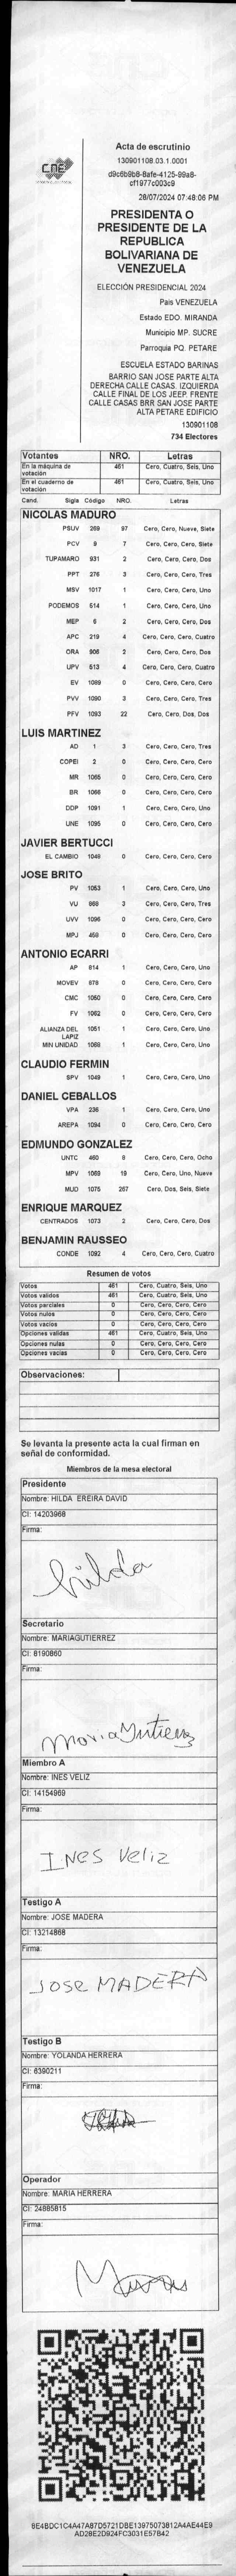 Acta de escrutinio
130901108.03.1.0001
d9c6b9b8-8afe-4125-99a8-
cf1977c003c9
28/07/2024 07:48:06 PM
CNE
PRESIDENTA O
PRESIDENTE DE LA
REPUBLICA
BOLIVARIANA DE
VENEZUELA
ELECCIÓN PRESIDENCIAL 2024
País VENEZUELA
Estado EDO. MIRANDA
Municipio MP. SUCRE
Parroquia PQ. PETARE
ESCUELA ESTADO BARINAS
BARRIO SAN JOSE PARTE ALTA
DERECHA CALLE CASAS. IZQUIERDA
CALLE FINAL DE LOS JEEP. FRENTE
CALLE CASAS BRR SAN JOSE PARTE
ALTA PETARE EDIFICIO
130901108
734 Electores
Votantes NRO. Letras
En la máquina de votación 461 Cero, Cuatro, Seis, Uno
En el cuaderno de votación 461 Cero, Cuatro, Seis, Uno
Cand. Sigla Código NRO. Letras
NICOLAS MADURO
PSUV 269 97 Cero, Cero, Nueve, Siete
PCV 9 7 Cero, Cero, Cero, Siete
TUPAMARO 931 2 Cero, Cero, Cero, Dos
PPT 276 3 Cero, Cero, Cero, Tres
MSV 1017 1 Cero, Cero, Cero, Uno
PODEMOS 514 1 Cero, Cero, Cero, Uno
MEP 6 2 Cero, Cero, Cero, Dos
APC 219 4 Cero, Cero, Cero, Cuatro
ORA 906 2 Cero, Cero, Cero, Dos
UPV 513 4 Cero, Cero, Cero, Cuatro
EV 1089 0 Cero, Cero, Cero, Cero
PVV 1090 3 Cero, Cero, Cero, Tres
PFV 1093 22 Cero, Cero, Dos, Dos
LUIS MARTINEZ
AD 1 3 Cero, Cero, Cero, Tres
COPEI 2 0 Cero, Cero, Cero, Cero
MR 1065 0 Cero, Cero, Cero, Cero
BR 1066 0 Cero, Cero, Cero, Cero
DDP 1091 1 Cero, Cero, Cero, Uno
UNE 1095 0 Cero, Cero, Cero, Cero
JAVIER BERTUCCI
EL CAMBIO 1048 0 Cero, Cero, Cero, Cero
JOSE BRITO
PV 1053 1 Cero, Cero, Cero, Uno
VU 868 3 Cero, Cero, Cero, Tres
UVV 1096 0 Cero, Cero, Cero, Cero
MPJ 459 0 Cero, Cero, Cero, Cero
ANTONIO ECARRI
AP 814 1 Cero, Cero, Cero, Uno
MOVEV 678 0 Cero, Cero, Cero, Cero
CMC 1050 0 Cero, Cero, Cero, Cero
FV 1062 0 Cero, Cero, Cero, Cero
ALIANZA DEL LAPIZ 1051 1 Cero, Cero, Cero, Uno
MIN UNIDAD 1088 1 Cero, Cero, Cero, Uno
CLAUDIO FERMIN
SPV 1049 1 Cero, Cero, Cero, Uno
DANIEL CEBALLOS
VPA 236 1 Cero, Cero, Cero, Uno
AREPA 1094 0 Cero, Cero, Cero, Cero
EDMUNDO GONZALEZ
UNTC 460 8 Cero, Cero, Cero, Ocho
MPV 1069 19 Cero, Cero, Uno, Nueve
MUD 1075 267 Cero, Dos, Seis, Siete
ENRIQUE MARQUEZ
CENTRADOS 1073 2 Cero, Cero, Cero, Dos
BENJAMIN RAUSSEO
CONDE 1092 4 Cero, Cero, Cero, Cuatro
Resumen de votos
Votos 461 Cero, Cuatro, Seis, Uno
Votos validos 461 Cero, Cuatro, Seis, Uno
Votos parciales 0 Cero, Cero, Cero, Cero
Votos nulos 0 Cero, Cero, Cero, Cero
Votos vacios 0 Cero, Cero, Cero, Cero
Opciones validas 461 Cero, Cuatro, Seis, Uno
Opciones nulas 0 Cero, Cero, Cero, Cero
Opciones vacias 0 Cero, Cero, Cero, Cero
Observaciones:
Se levanta la presente acta la cual firman en
señal de conformidad.
Miembros de la mesa electoral
Presidente
Nombre: HILDA EREIRA DAVID
CI: 14203968
Firma:
Hilda
Secretario
Nombre: MARIAGUTIERREZ
CI: 8190860
Firma:
Maria Gutierrez
Miembro A
Nombre: INES VELIZ
CI: 14154969
Firma:
INES Veliz
Testigo A
Nombre: JOSE MADERA
CI: 13214868
Firma:
JOSE MADERA
Testigo B
Nombre: YOLANDA HERRERA
CI: 6390211
Firma:
Operador
Nombre: MARIA HERRERA
CI: 24885815
Firma:
8E4BDC1C4A47A87D5721DBE13975073812A4AE44E9
AD28E2D924FC3031E57B42